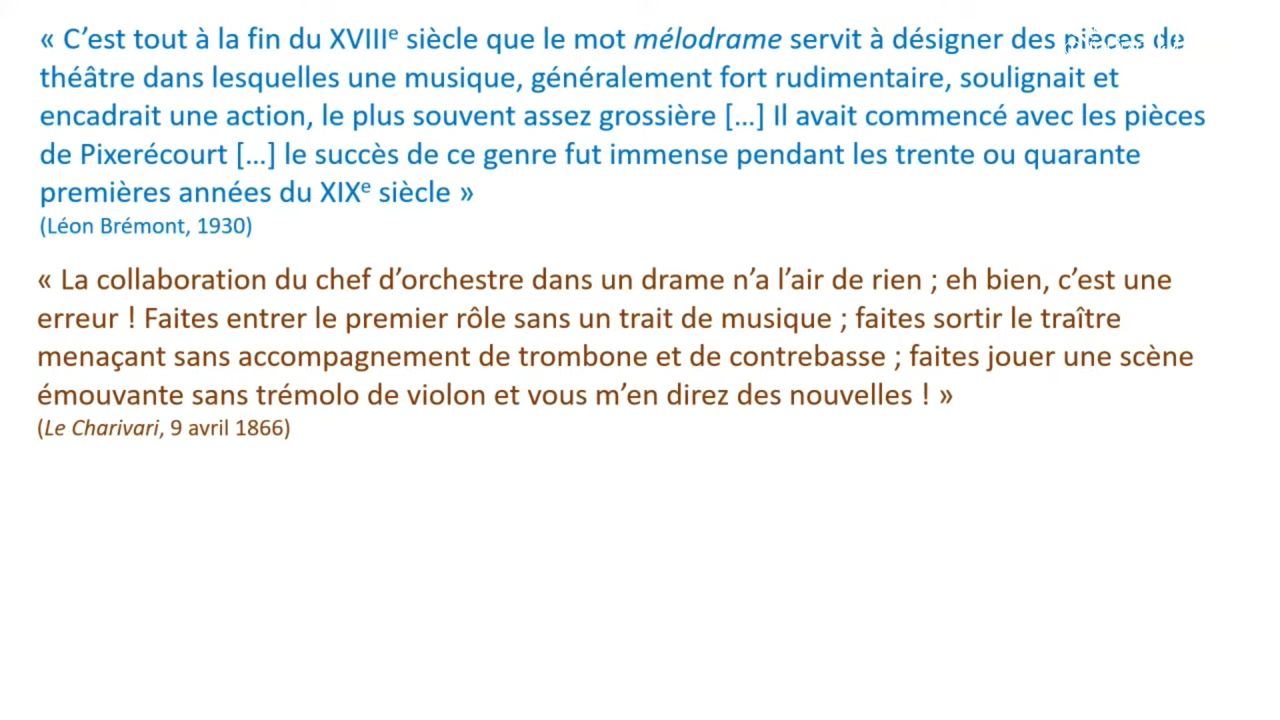 « C’est tout à la fin du XVIIIe siècle que le mot mélodrame servit à désigner des pièces de
théâtre dans lesquelles une musique, généralement fort rudimentaire, soulignait et
encadrait une action, le plus souvent assez grossière […] Il avait commencé avec les pièces
de Pixerécourt […] le succès de ce genre fut immense pendant les trente ou quarante
premières années du XIXe siècle »
(Léon Brémont, 1930)
« La collaboration du chef d’orchestre dans un drame n’a l’air de rien ; eh bien, c’est une
erreur ! Faites entrer le premier rôle sans un trait de musique ; faites sortir le traître
menaçant sans accompagnement de trombone et de contrebasse ; faites jouer une scène
émouvante sans trémolo de violon et vous m’en direz des nouvelles ! »
(Le Charivari, 9 avril 1866)